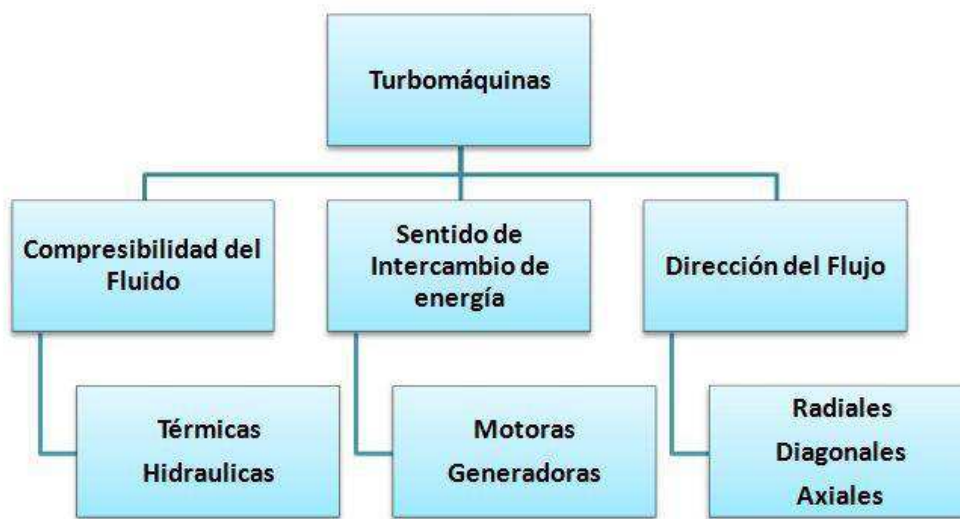 Turbomáquinas
Compresibilidad del
Fluido
Sentido de
Intercambio de
energía
Dirección del Flujo
Térmicas
Hidraulicas
Motoras
Generadoras
Radiales
Diagonales
Axiales